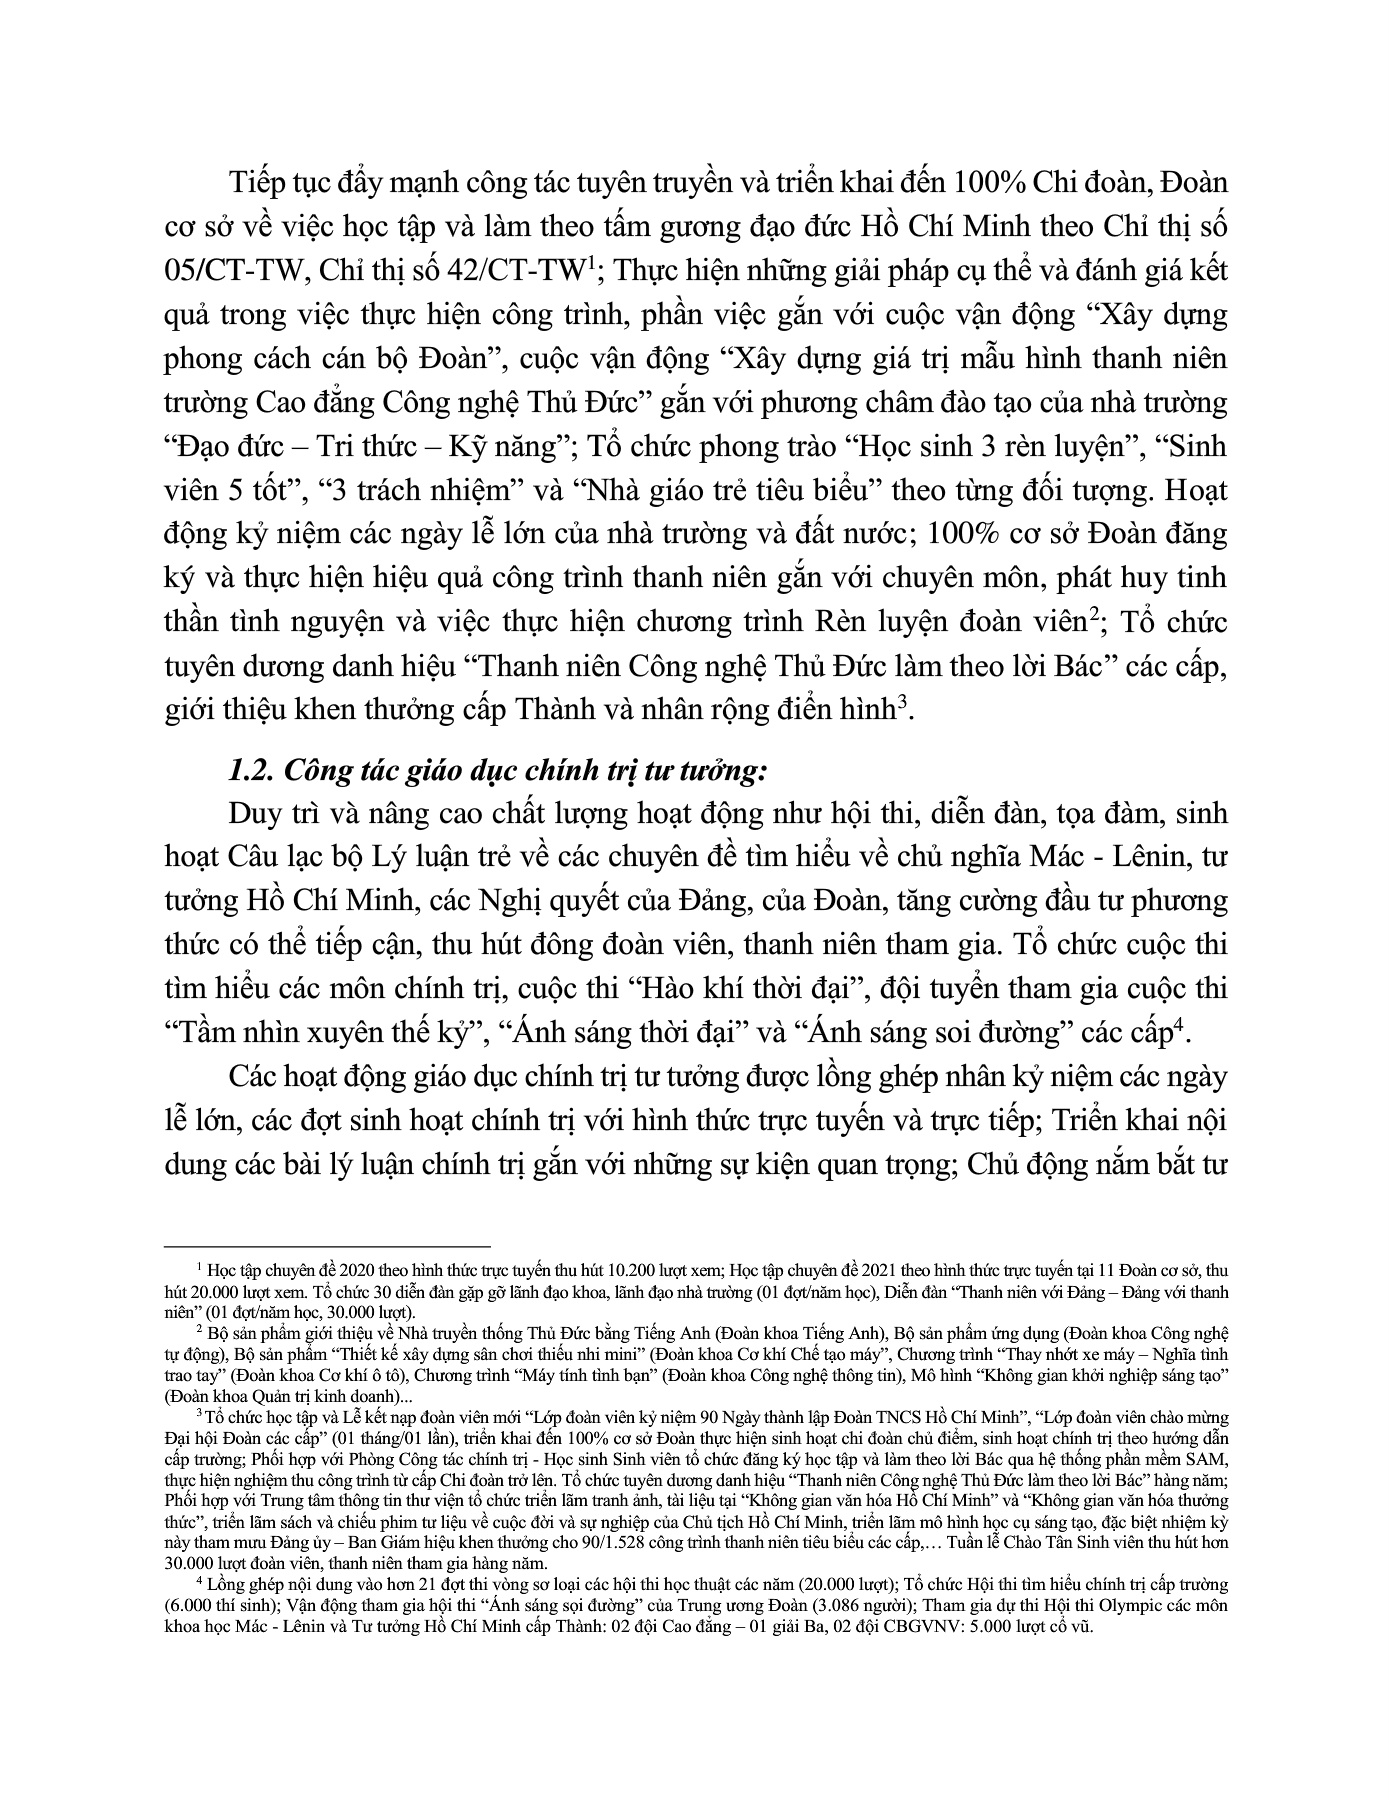 Tiếp tục đẩy mạnh công tác tuyên truyền và triển khai đến 100% Chi đoàn, Đoàn
cơ sở về việc học tập và làm theo tấm gương đạo đức Hồ Chí Minh theo Chỉ thị số
05/CT-TW, Chỉ thị số 42/CT-TW¹; Thực hiện những giải pháp cụ thể và đánh giá kết
quả trong việc thực hiện công trình, phần việc gắn với cuộc vận động “Xây dựng
phong cách cán bộ Đoàn”, cuộc vận động “Xây dựng giá trị mẫu hình thanh niên
trường Cao đẳng Công nghệ Thủ Đức” gắn với phương châm đào tạo của nhà trường
“Đạo đức – Tri thức – Kỹ năng”; Tổ chức phong trào “Học sinh 3 rèn luyện”, “Sinh
viên 5 tốt”, “3 trách nhiệm” và “Nhà giáo trẻ tiêu biểu” theo từng đối tượng. Hoạt
động kỷ niệm các ngày lễ lớn của nhà trường và đất nước; 100% cơ sở Đoàn đăng
ký và thực hiện hiệu quả công trình thanh niên gắn với chuyên môn, phát huy tinh
thần tình nguyện và việc thực hiện chương trình Rèn luyện đoàn viên²; Tổ chức
tuyên dương danh hiệu “Thanh niên Công nghệ Thủ Đức làm theo lời Bác” các cấp,
giới thiệu khen thưởng cấp Thành và nhân rộng điển hình³.
1.2. Công tác giáo dục chính trị tư tưởng:
Duy trì và nâng cao chất lượng hoạt động như hội thi, diễn đàn, tọa đàm, sinh
hoạt Câu lạc bộ Lý luận trẻ về các chuyên đề tìm hiểu về chủ nghĩa Mác - Lênin, tư
tưởng Hồ Chí Minh, các Nghị quyết của Đảng, của Đoàn, tăng cường đầu tư phương
thức có thể tiếp cận, thu hút đông đoàn viên, thanh niên tham gia. Tổ chức cuộc thi
tìm hiểu các môn chính trị, cuộc thi “Hào khí thời đại”, đội tuyển tham gia cuộc thi
“Tầm nhìn xuyên thế kỷ”, “Ánh sáng thời đại” và “Ánh sáng soi đường” các cấp⁴.
Các hoạt động giáo dục chính trị tư tưởng được lồng ghép nhân kỷ niệm các ngày
lễ lớn, các đợt sinh hoạt chính trị với hình thức trực tuyến và trực tiếp; Triển khai nội
dung các bài lý luận chính trị gắn với những sự kiện quan trọng; Chủ động nắm bắt tư
¹ Học tập chuyên đề 2020 theo hình thức trực tuyến thu hút 10.200 lượt xem; Học tập chuyên đề 2021 theo hình thức trực tuyến tại 11 Đoàn cơ sở, thu
hút 20.000 lượt xem. Tổ chức 30 diễn đàn gặp gỡ lãnh đạo khoa, lãnh đạo nhà trường (01 đợt/năm học), Diễn đàn “Thanh niên với Đảng – Đảng với thanh
niên” (01 đợt/năm học, 30.000 lượt).
² Bộ sản phẩm giới thiệu về Nhà truyền thống Thủ Đức bằng Tiếng Anh (Đoàn khoa Tiếng Anh), Bộ sản phẩm ứng dụng (Đoàn khoa Công nghệ
tự động), Bộ sản phẩm “Thiết kế xây dựng sân chơi thiếu nhi mini” (Đoàn khoa Cơ khí Chế tạo máy”, Chương trình “Thay nhớt xe máy – Nghĩa tình
trao tay” (Đoàn khoa Cơ khí ô tô), Chương trình “Máy tính tình bạn” (Đoàn khoa Công nghệ thông tin), Mô hình “Không gian khởi nghiệp sáng tạo”
(Đoàn khoa Quản trị kinh doanh)...
³ Tổ chức học tập và Lễ kết nạp đoàn viên mới “Lớp đoàn viên kỷ niệm 90 Ngày thành lập Đoàn TNCS Hồ Chí Minh”, “Lớp đoàn viên chào mừng
Đại hội Đoàn các cấp” (01 tháng/01 lần), triển khai đến 100% cơ sở Đoàn thực hiện sinh hoạt chi đoàn chủ điểm, sinh hoạt chính trị theo hướng dẫn
cấp trường; Phối hợp với Phòng Công tác chính trị - Học sinh Sinh viên tổ chức đăng ký học tập và làm theo lời Bác qua hệ thống phần mềm SAM,
thực hiện nghiệm thu công trình từ cấp Chi đoàn trở lên. Tổ chức tuyên dương danh hiệu “Thanh niên Công nghệ Thủ Đức làm theo lời Bác” hàng năm;
Phối hợp với Trung tâm thông tin thư viện tổ chức triển lãm tranh ảnh, tài liệu tại “Không gian văn hóa Hồ Chí Minh” và “Không gian văn hóa thưởng
thức”, triển lãm sách và chiếu phim tư liệu về cuộc đời và sự nghiệp của Chủ tịch Hồ Chí Minh, triển lãm mô hình học cụ sáng tạo, đặc biệt nhiệm kỳ
này tham mưu Đảng ủy – Ban Giám hiệu khen thưởng cho 90/1.528 công trình thanh niên tiêu biểu các cấp,… Tuần lễ Chào Tân Sinh viên thu hút hơn
30.000 lượt đoàn viên, thanh niên tham gia hàng năm.
⁴ Lồng ghép nội dung vào hơn 21 đợt thi vòng sơ loại các hội thi học thuật các năm (20.000 lượt); Tổ chức Hội thi tìm hiểu chính trị cấp trường
(6.000 thí sinh); Vận động tham gia hội thi “Ánh sáng sọi đường” của Trung ương Đoàn (3.086 người); Tham gia dự thi Hội thi Olympic các môn
khoa học Mác - Lênin và Tư tưởng Hồ Chí Minh cấp Thành: 02 đội Cao đẳng – 01 giải Ba, 02 đội CBGVNV: 5.000 lượt cổ vũ.